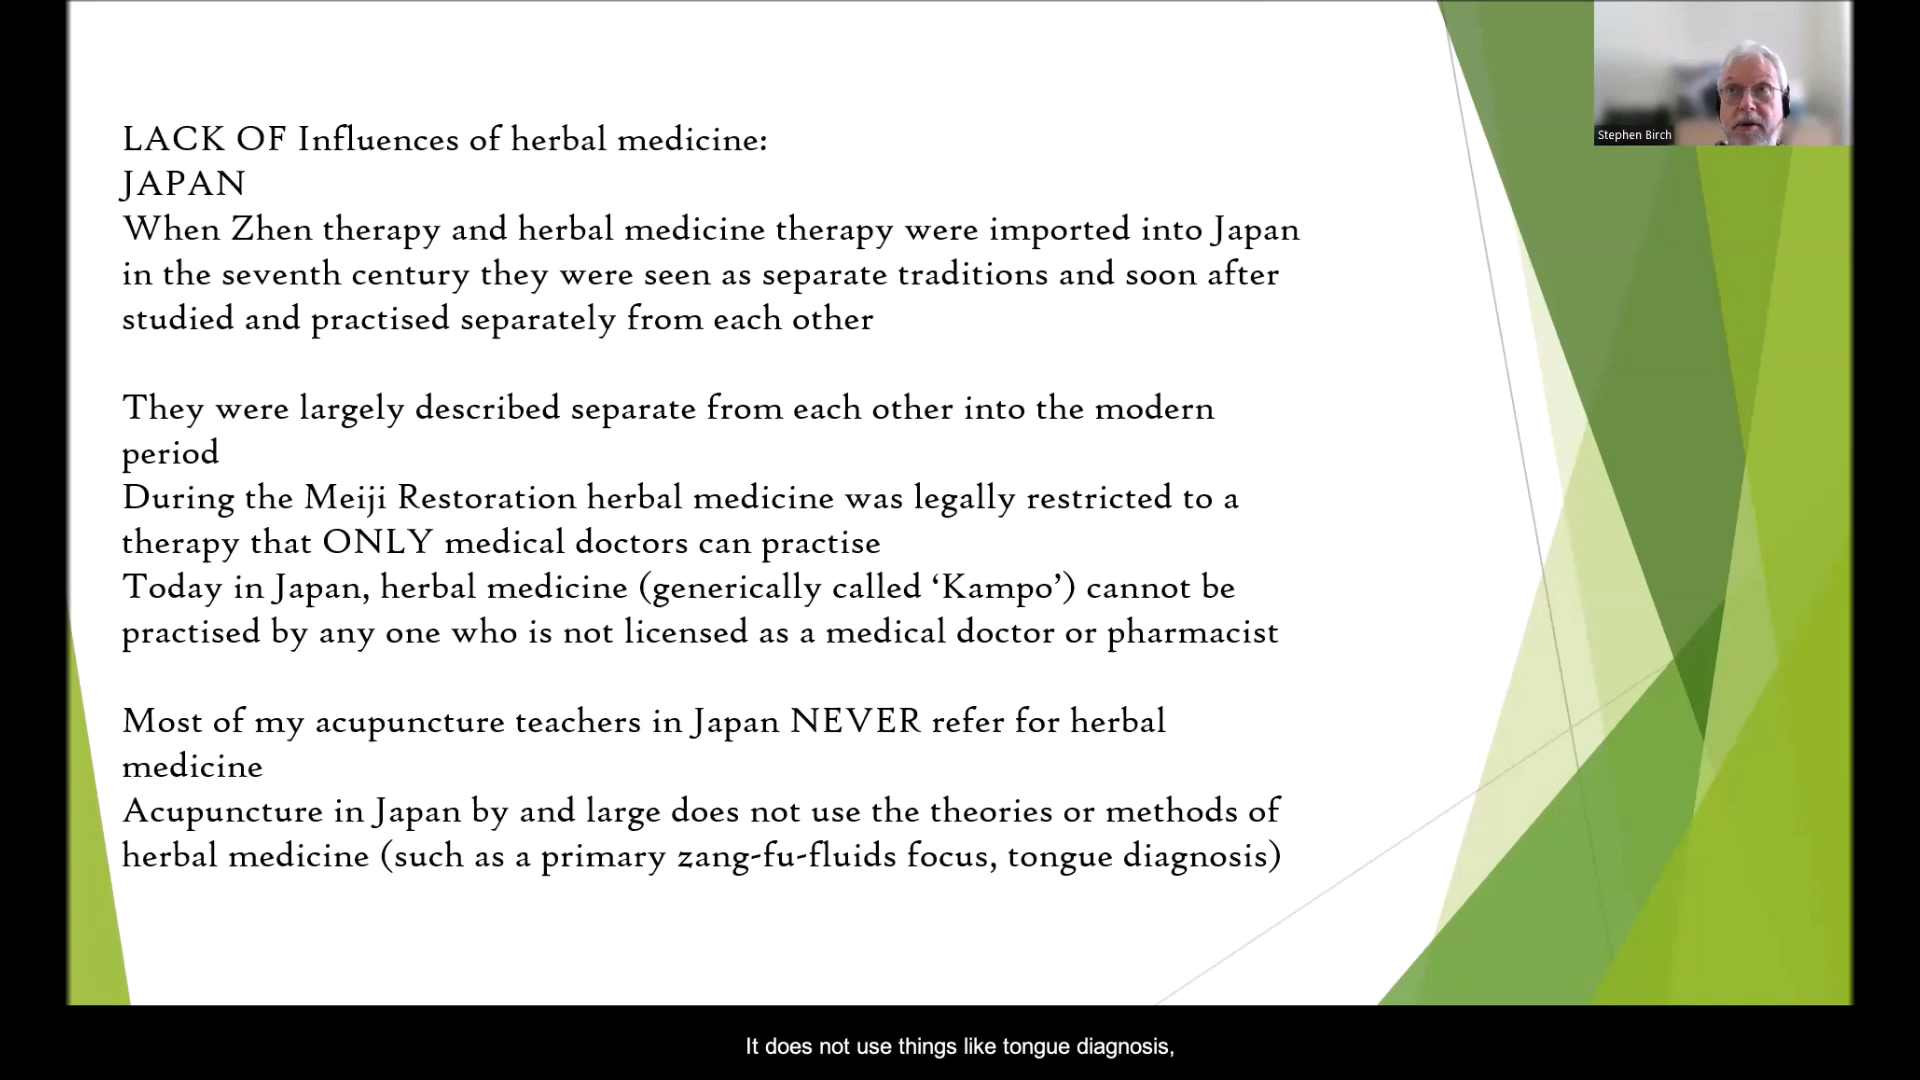 LACK OF Influences of herbal medicine:
JAPAN
When Zhen therapy and herbal medicine therapy were imported into Japan
in the seventh century they were seen as separate traditions and soon after
studied and practised separately from each other
They were largely described separate from each other into the modern
period
During the Meiji Restoration herbal medicine was legally restricted to a
therapy that ONLY medical doctors can practise
Today in Japan, herbal medicine (generically called ‘Kampo’) cannot be
practised by any one who is not licensed as a medical doctor or pharmacist
Most of my acupuncture teachers in Japan NEVER refer for herbal
medicine
Acupuncture in Japan by and large does not use the theories or methods of
herbal medicine (such as a primary zang-fu-fluids focus, tongue diagnosis)
Stephen Birch
It does not use things like tongue diagnosis,